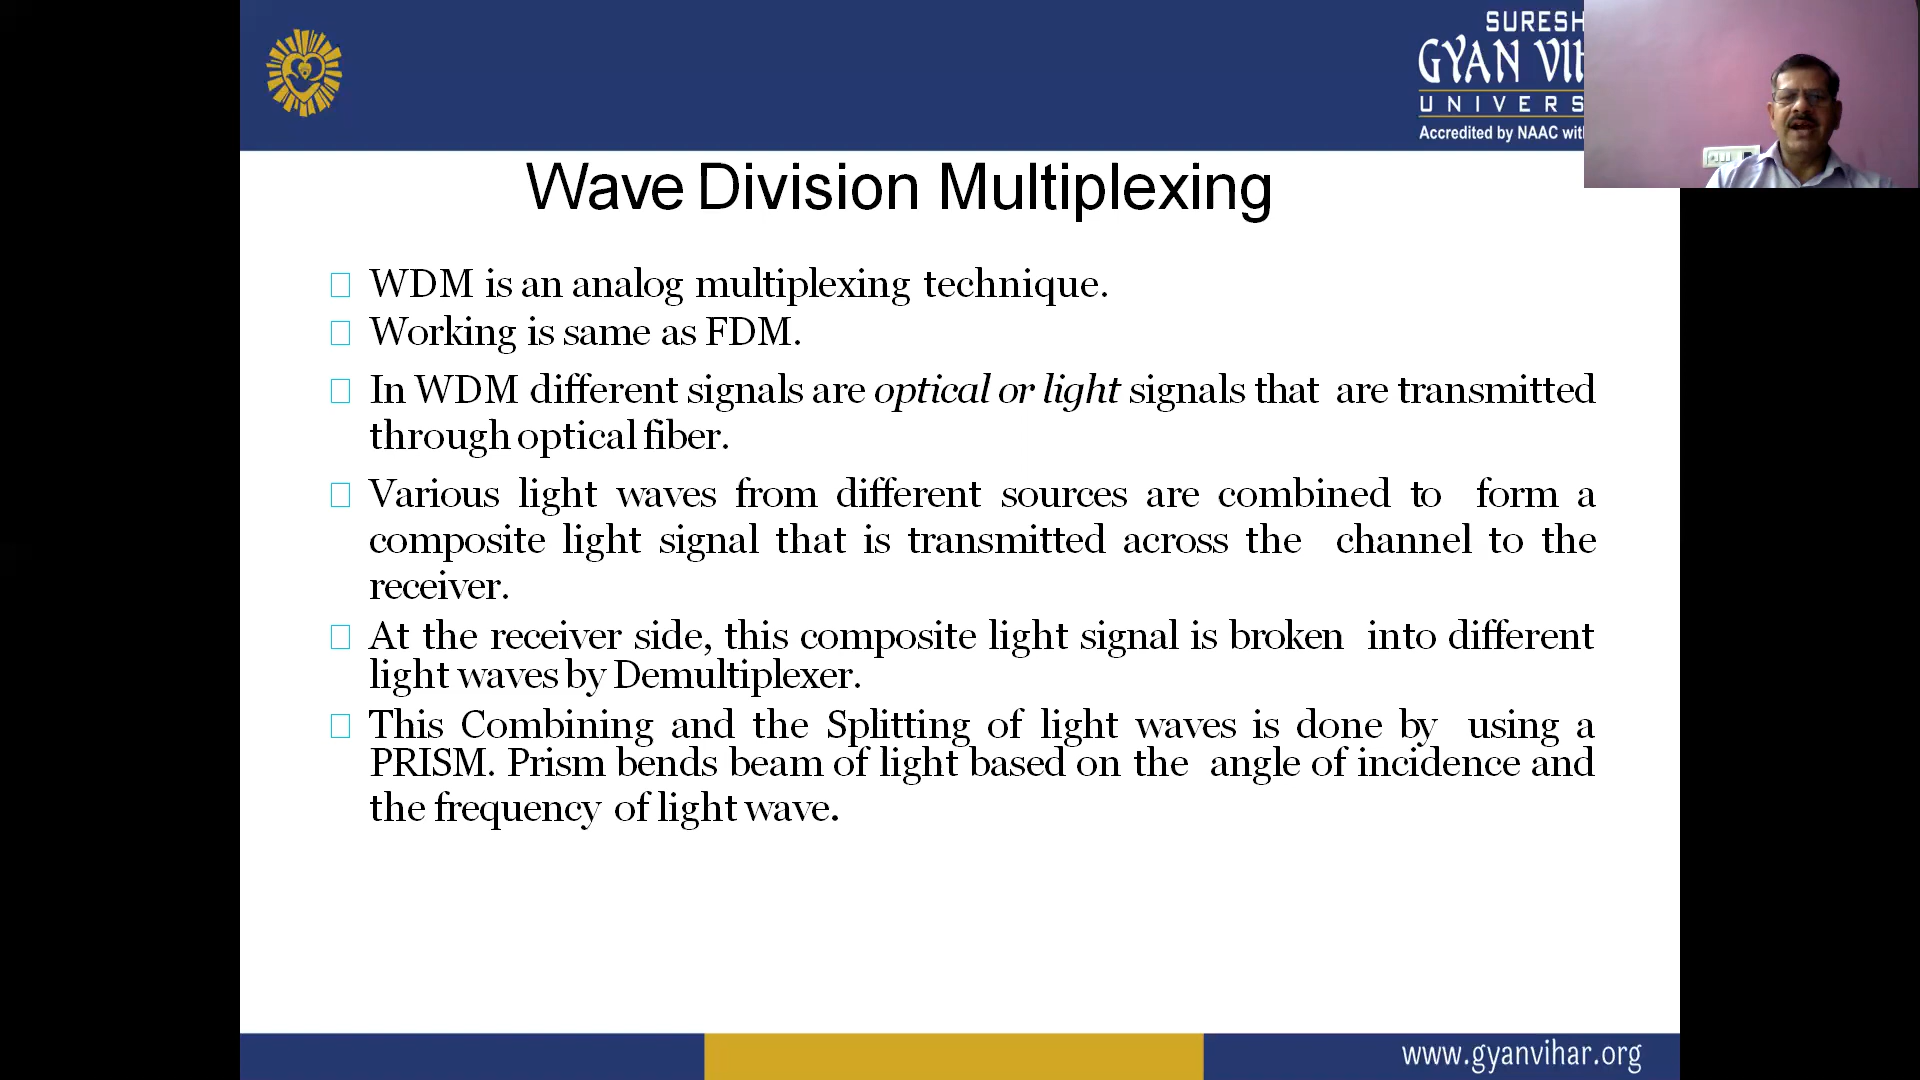 SURESH
GYAN VIH
UNIVERS
Accredited by NAAC with
Wave Division Multiplexing
WDM is an analog multiplexing technique.
Working is same as FDM.
In WDM different signals are optical or light signals that are transmitted
through optical fiber.
Various light waves from different sources are combined to form a
composite light signal that is transmitted across the channel to the
receiver.
At the receiver side, this composite light signal is broken into different
light waves by Demultiplexer.
This Combining and the Splitting of light waves is done by using a
PRISM. Prism bends beam of light based on the angle of incidence and
the frequency of light wave.
www.gyanvihar.org